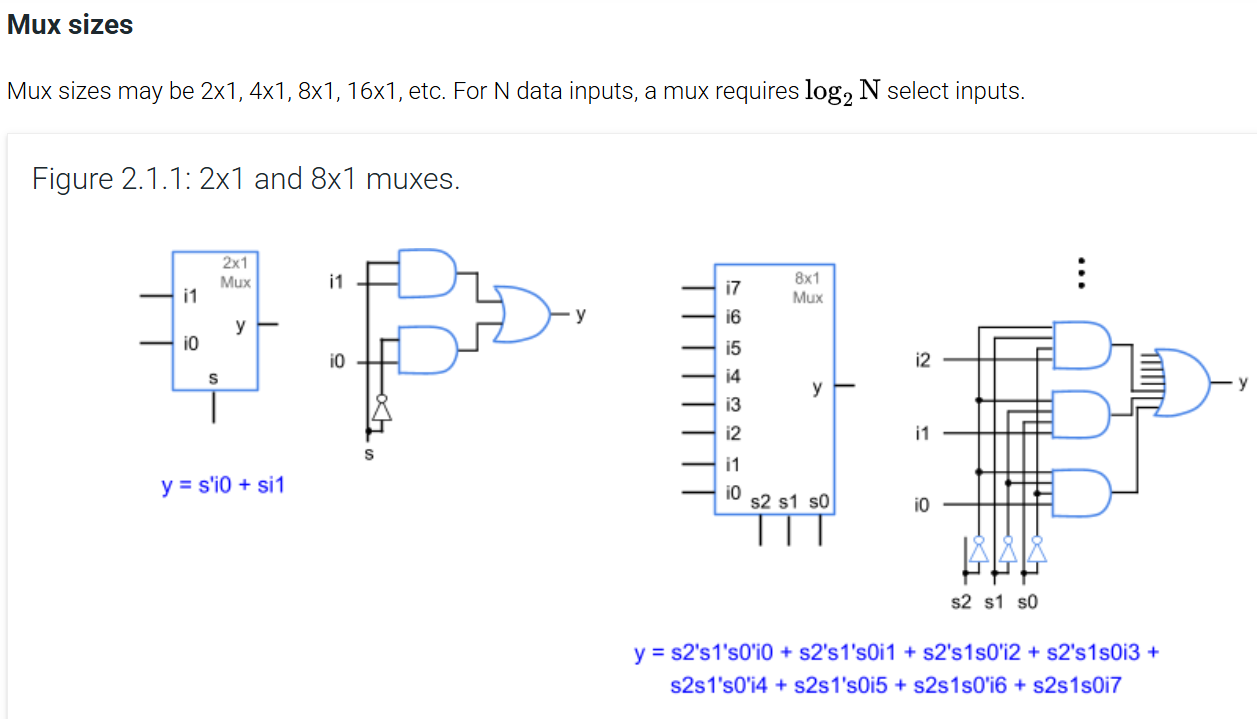 Mux sizes
Mux sizes may be 2x1, 4x1, 8x1, 16x1, etc. For N data inputs, a mux requires log₂ N select inputs.
Figure 2.1.1: 2x1 and 8x1 muxes.
2x1
Mux
i1
y
i0
s
y = s'i0 + si1
i1
i0
y
s
8x1
Mux
i7
i6
i5
i4
i3
i2
i1
i0
y
s2 s1 s0
i2
i1
i0
y
s2 s1 s0
y = s2's1's0'i0 + s2's1's0i1 + s2's1s0'i2 + s2's1s0i3 +
s2s1's0'i4 + s2s1's0i5 + s2s1s0'i6 + s2s1s0i7